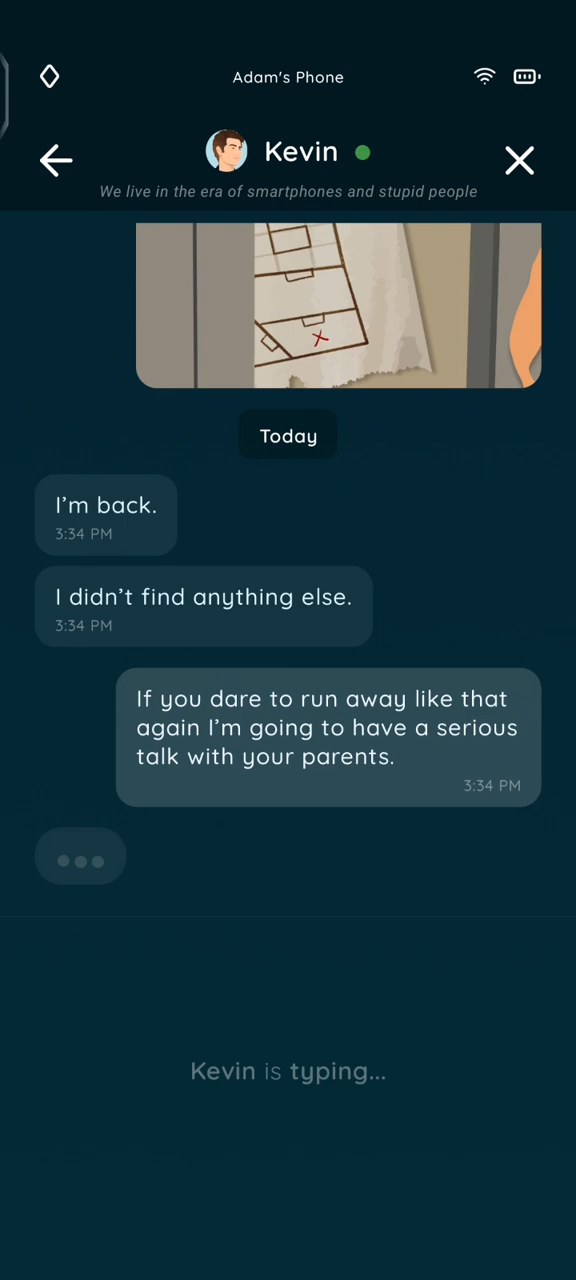 Adam's Phone
Kevin
We live in the era of smartphones and stupid people
Today
I’m back.
3:34 PM
I didn’t find anything else.
3:34 PM
If you dare to run away like that
again I’m going to have a serious
talk with your parents.
3:34 PM
Kevin is typing...